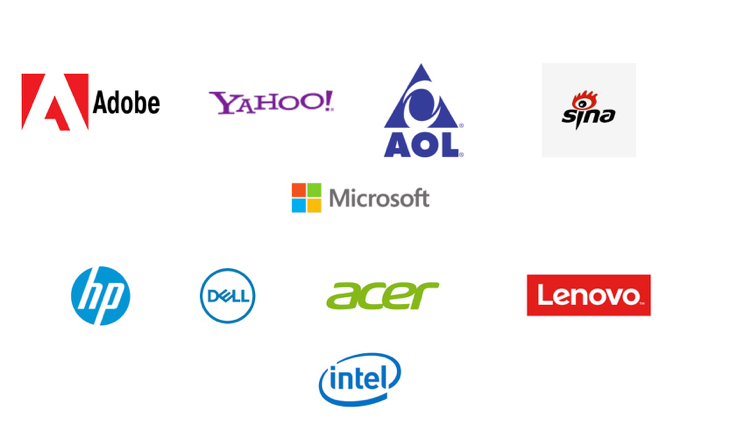 Adobe
YAHOO!
AOL
sina
Microsoft
hp
DELL
acer
Lenovo
intel